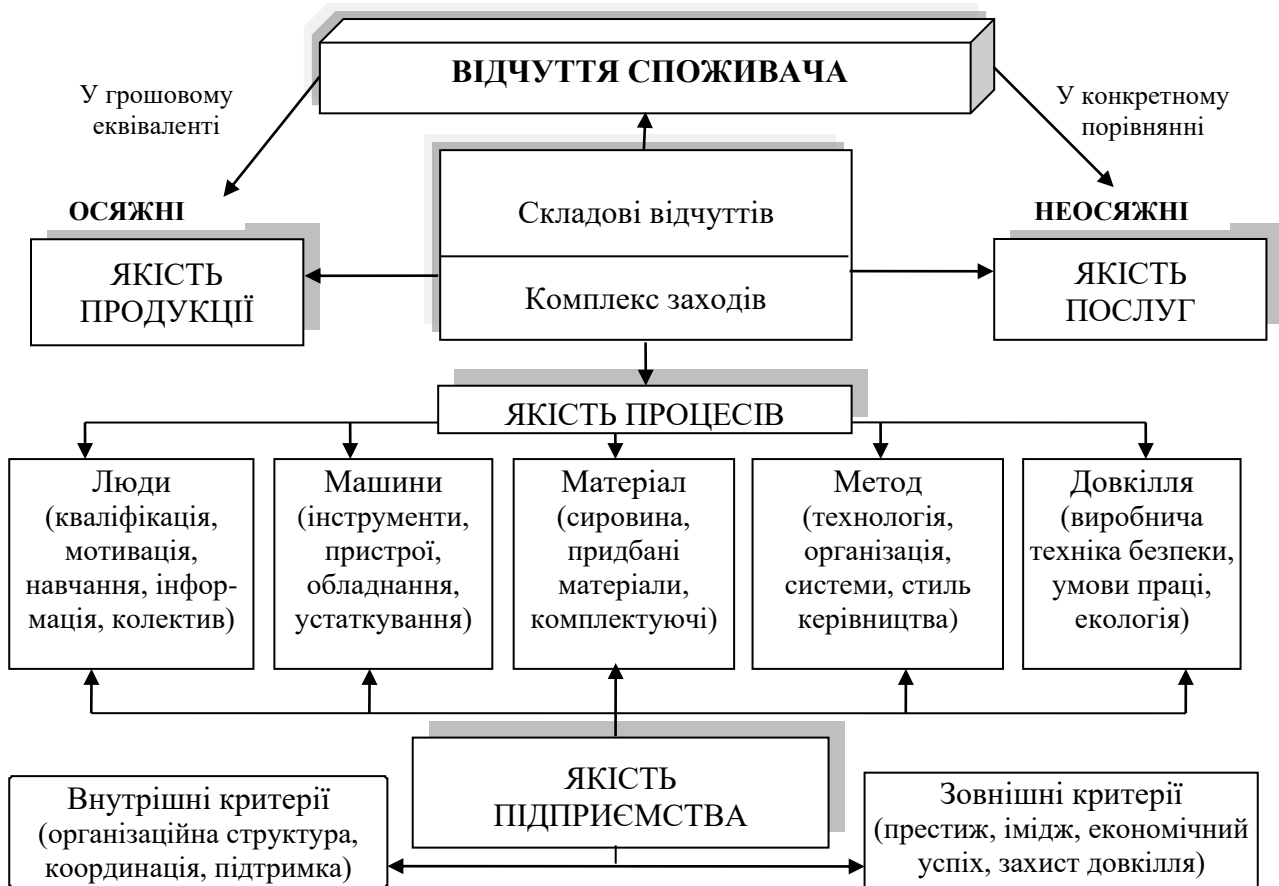 ВІДЧУТТЯ СПОЖИВАЧА
У грошовому
еквіваленті
У конкретному
порівнянні
ОСЯЖНІ
Складові відчуттів
НЕОСЯЖНІ
ЯКІСТЬ
ПРОДУКЦІЇ
Комплекс заходів
ЯКІСТЬ
ПОСЛУГ
ЯКІСТЬ ПРОЦЕСІВ
Люди
(кваліфікація,
мотивація,
навчання, інфор-
мація, колектив)
Машини
(інструменти,
пристрої,
обладнання,
устаткування)
Матеріал
(сировина,
придбані
матеріали,
комплектуючі)
Метод
(технологія,
організація,
системи, стиль
керівництва)
Довкілля
(виробнича
техніка безпеки,
умови праці,
екологія)
ЯКІСТЬ
ПІДПРИЄМСТВА
Внутрішні критерії
(організаційна структура,
координація, підтримка)
Зовнішні критерії
(престиж, імідж, економічний
успіх, захист довкілля)